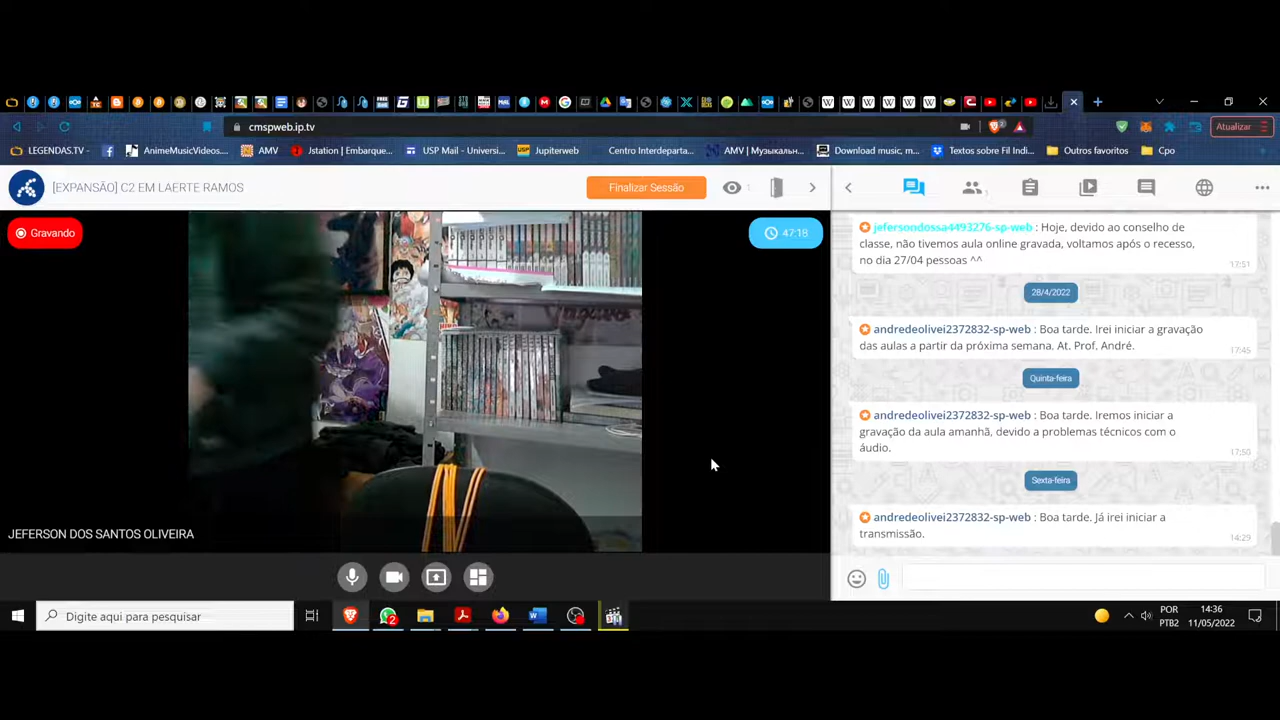 cmspweb.ip.tv
Atualizar
LEGENDAS.TV -
AnimeMusicVideos....
AMV
Jstation | Embarque...
USP Mail - Universi...
Jupiterweb
Centro Interdeparta...
AMV | Музыкальн...
Download music, m...
Textos sobre Fil Indi...
Outros favoritos
Cpo
[EXPANSÃO] C2 EM LAERTE RAMOS
Finalizar Sessão
1
1
Gravando
47:18
jefersondossa4493276-sp-web : Hoje, devido ao conselho de
classe, não tivemos aula online gravada, voltamos após o recesso,
no dia 27/04 pessoas ^^
17:51
28/4/2022
andredeolivei2372832-sp-web : Boa tarde. Irei iniciar a gravação
das aulas a partir da próxima semana. At. Prof. André.
17:45
Quinta-feira
andredeolivei2372832-sp-web : Boa tarde. Iremos iniciar a
gravação da aula amanhã, devido a problemas técnicos com o
áudio.
17:50
Sexta-feira
andredeolivei2372832-sp-web : Boa tarde. Já irei iniciar a
transmissão.
14:29
JEFERSON DOS SANTOS OLIVEIRA
Digite aqui para pesquisar
2
POR
PTB2
14:36
11/05/2022